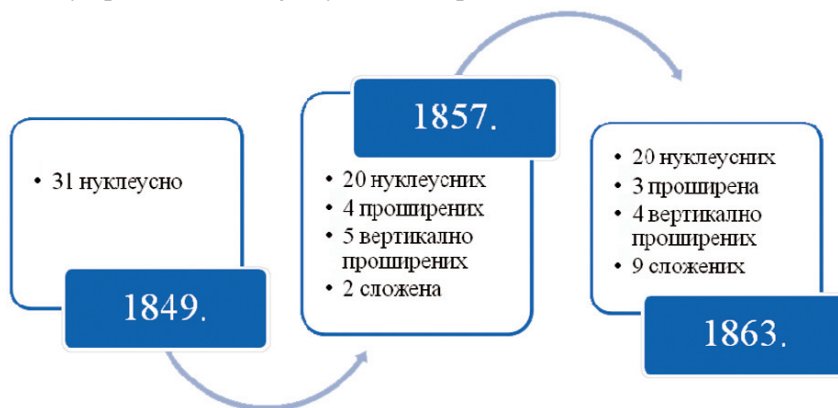 31 нуклеусно
1849.
1857.
20 нуклеусних
4 проширених
5 вертикално
проширених
2 сложена
20 нуклеусних
3 проширена
4 вертикално
проширених
9 сложених
1863.